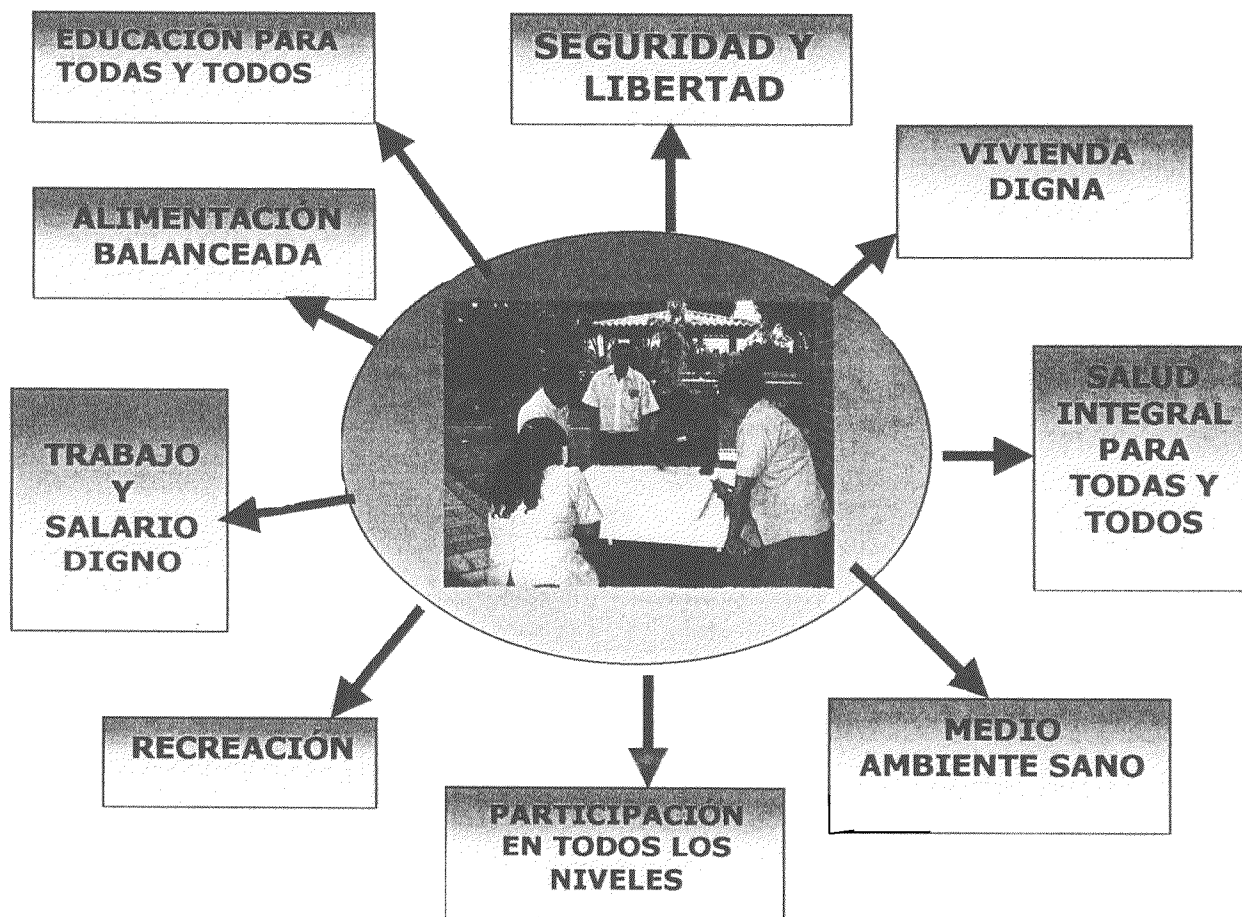 EDUCACIÓN PARA
TODAS Y TODOS
SEGURIDAD Y
LIBERTAD
VIVIENDA
DIGNA
ALIMENTACIÓN
BALANCEADA
SALUD
INTEGRAL
PARA
TODAS Y
TODOS
TRABAJO
Y
SALARIO
DIGNO
RECREACIÓN
MEDIO
AMBIENTE SANO
PARTICIPACIÓN
EN TODOS LOS
NIVELES